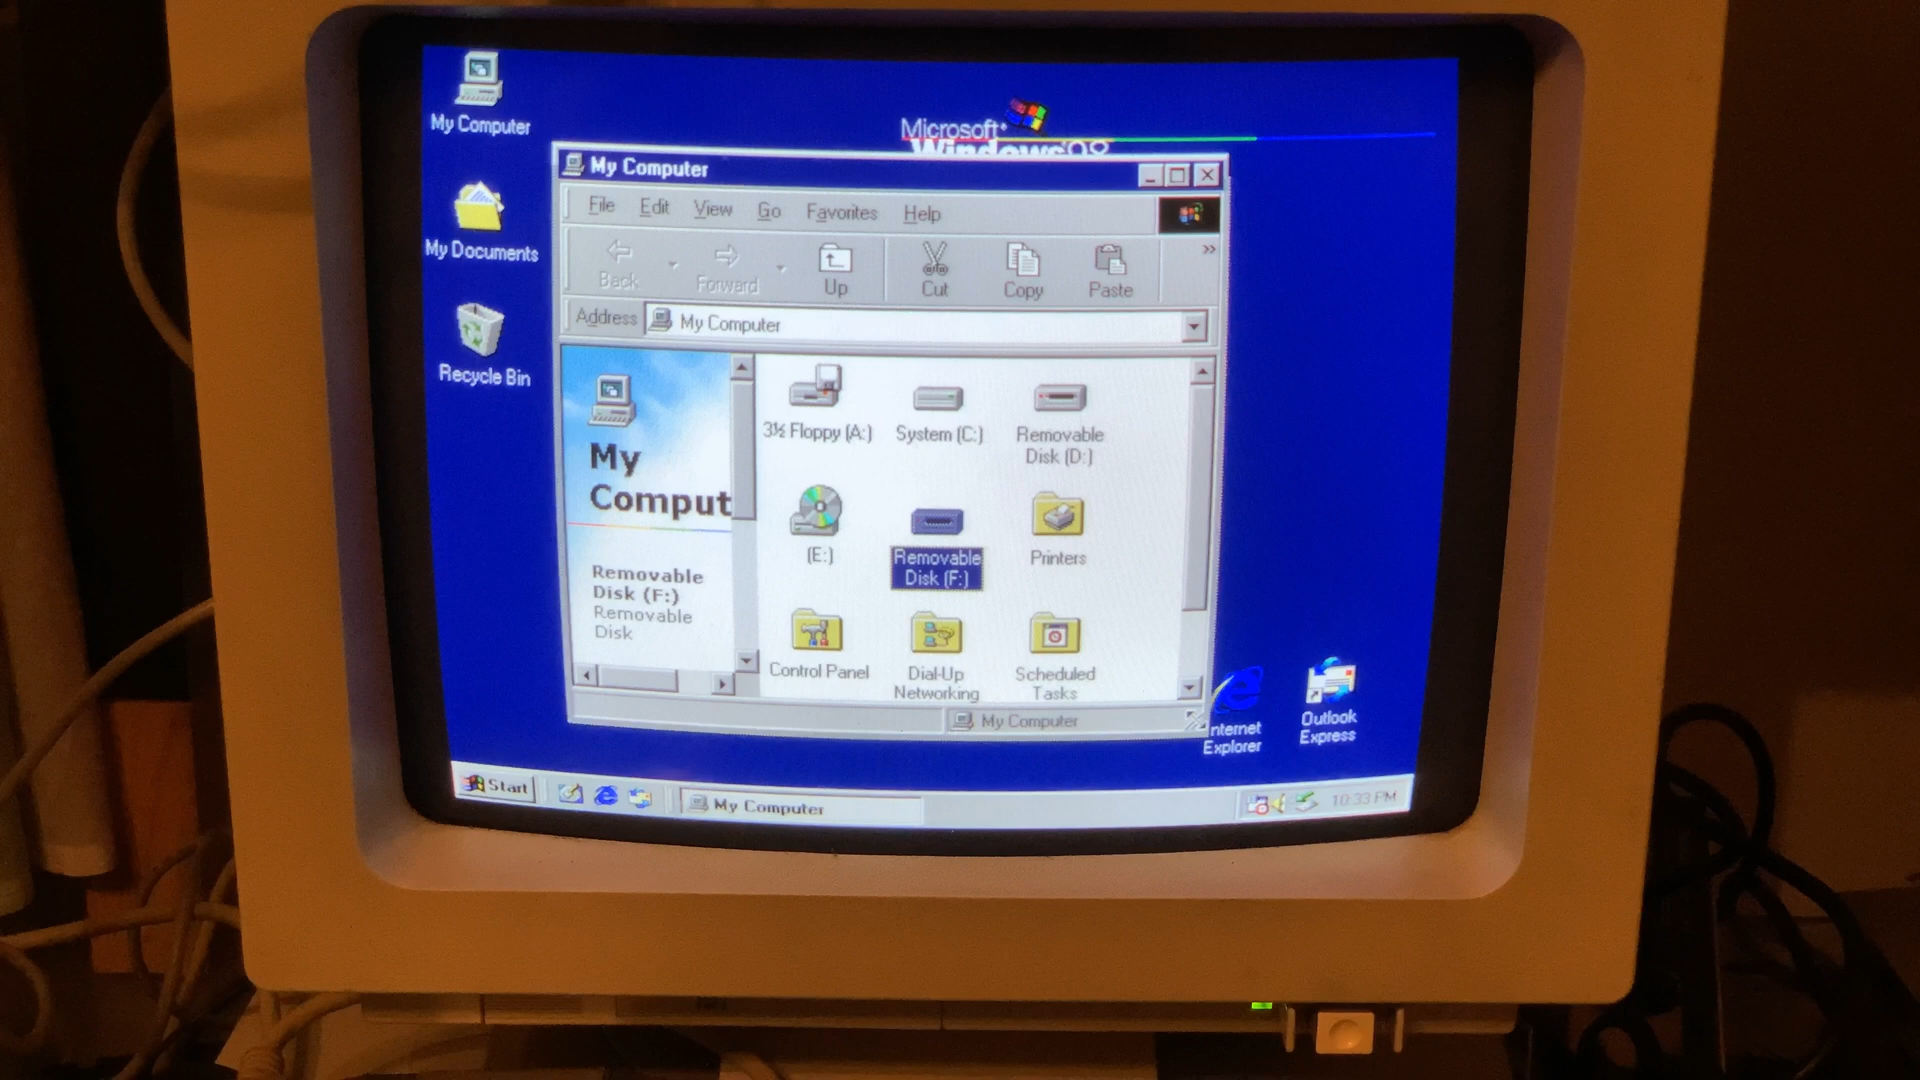 My Computer
My Documents
Recycle Bin
Microsoft
Windows98
My Computer
File Edit View Go Favorites Help
Back Forward Up Cut Copy Paste
Address My Computer
My
Comput
Removable
Disk (F:)
Removable
Disk
3½ Floppy (A:) System (C:) Removable
Disk (D:)
(E:) Removable
Disk (F:) Printers
Control Panel Dial-Up
Networking Scheduled
Tasks
My Computer
nternet
Explorer
Outlook
Express
Start My Computer 10:33 PM